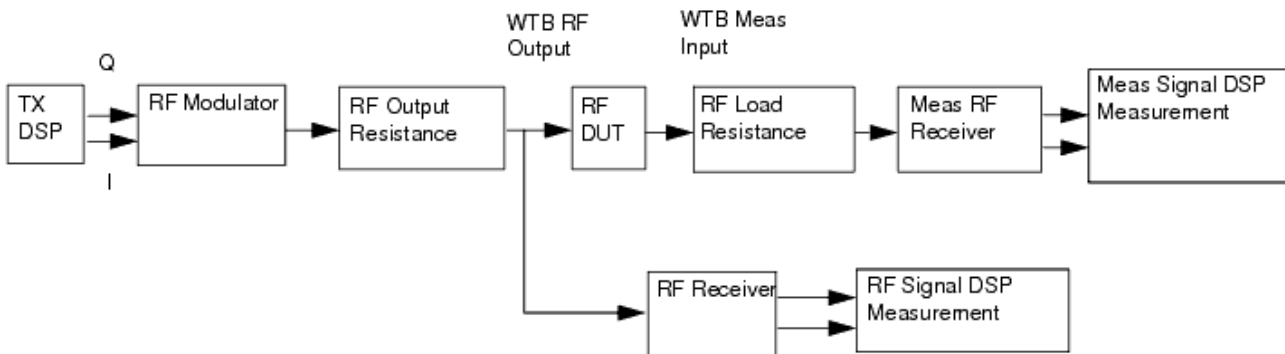 WTB RF
Output
WTB Meas
Input
Q
I
TX
DSP
RF Modulator
RF Output
Resistance
RF
DUT
RF Load
Resistance
Meas RF
Receiver
Meas Signal DSP
Measurement
RF Receiver
RF Signal DSP
Measurement